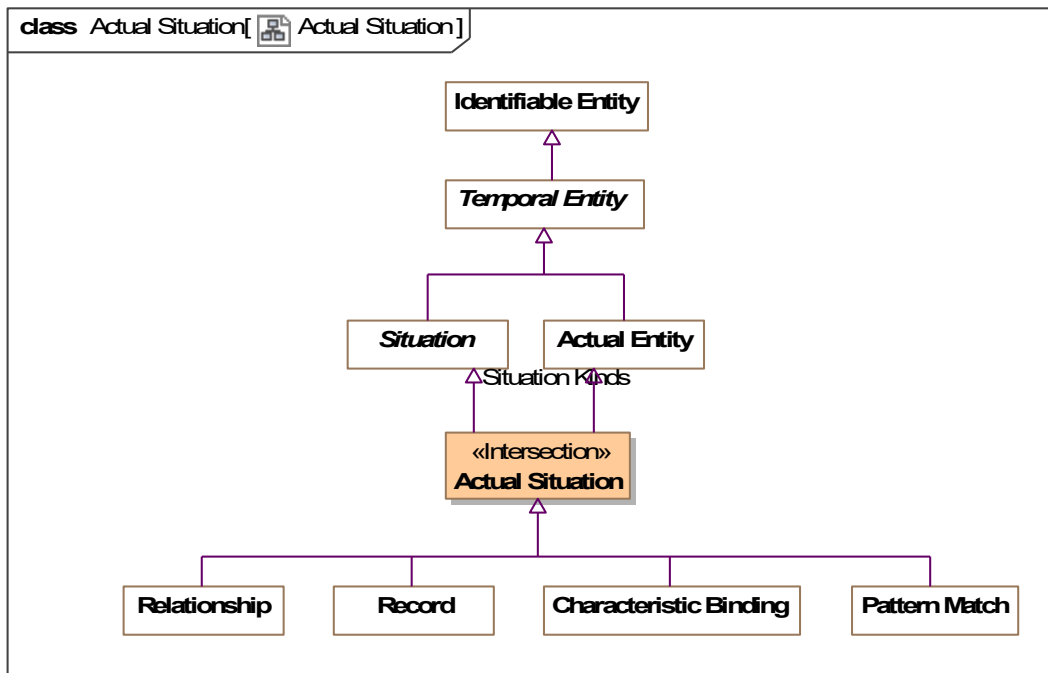 class Actual Situation[ Actual Situation ]
Identifiable Entity
Temporal Entity
Situation
Actual Entity
Situation Kinds
«Intersection»
Actual Situation
Relationship
Record
Characteristic Binding
Pattern Match